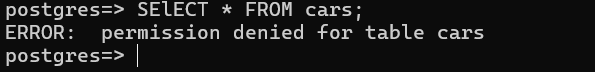 postgres=> SElECT * FROM cars;
ERROR:  permission denied for table cars
postgres=>